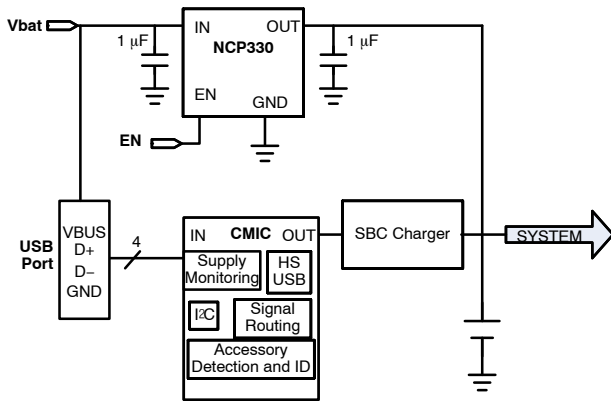 Vbat
IN OUT
1 μF
NCP330
1 μF
EN
GND
EN
USB
Port
VBUS
D+
D−
GND
4
IN CMIC OUT
Supply
Monitoring
HS
USB
I2C
Signal
Routing
Accessory
Detection and ID
SBC Charger
SYSTEM